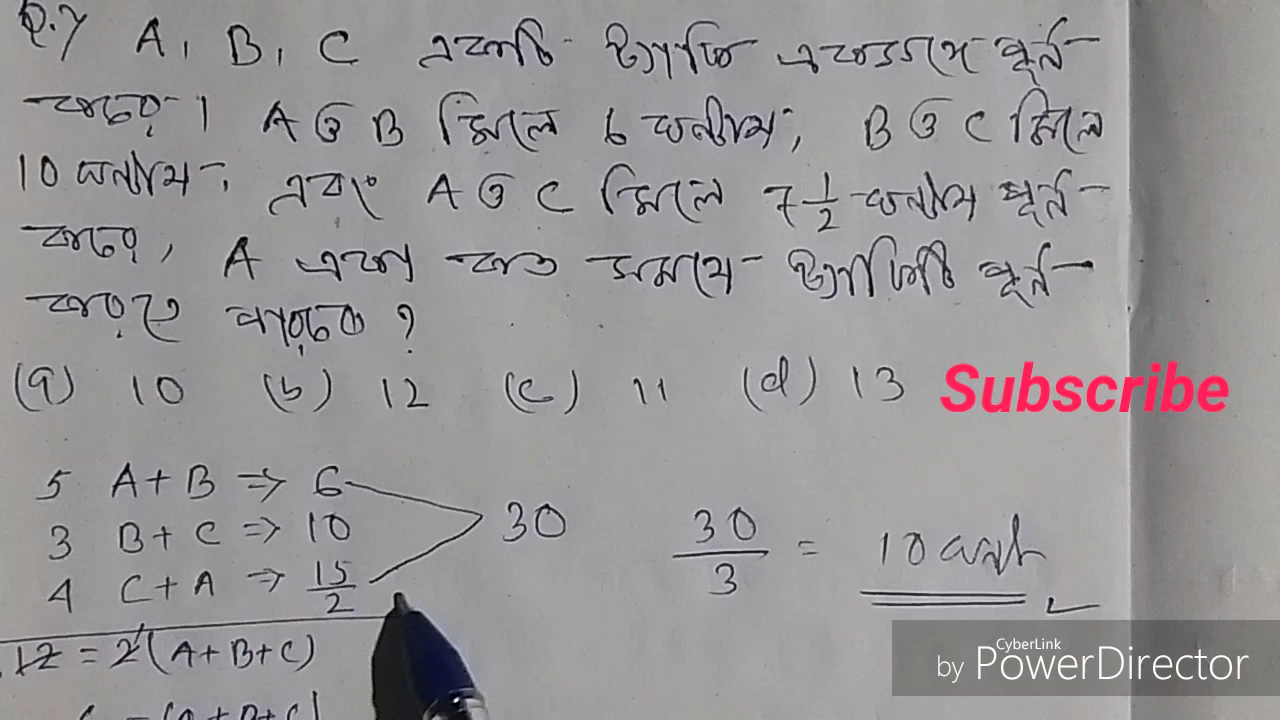 Q.7 A, B, C একটি ট্যাঙ্কি একসঙ্গে পূর্ন
করে। A ও B মিলে 6 ঘন্টায়, B ও C মিলে
10 ঘন্টায়, এবং A ও C মিলে 7 1/2 ঘন্টায় পূর্ন
করে, A একা কত সময়ে ট্যাঙ্কিটি পূর্ন
করতে পারবে ?
(a) 10 (b) 12 (c) 11 (d) 13
Subscribe
5 A+B ⇒ 6
3 B+C ⇒ 10
4 C+A ⇒ 15/2
30
30/3 = 10 ঘন্টা
12 = 2(A+B+C)
CyberLink
by PowerDirector